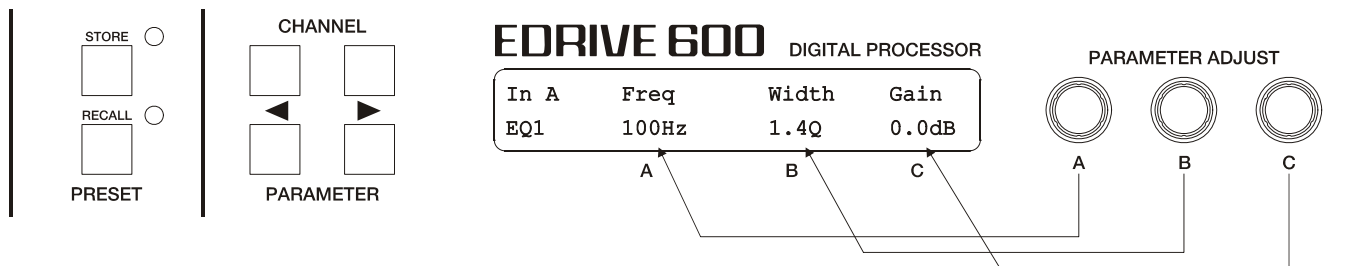 STORE
RECALL
PRESET
CHANNEL
PARAMETER
EDRIVE 600 DIGITAL PROCESSOR
In A Freq Width Gain
EQ1 100Hz 1.4Q 0.0dB
A B C
PARAMETER ADJUST
A B C